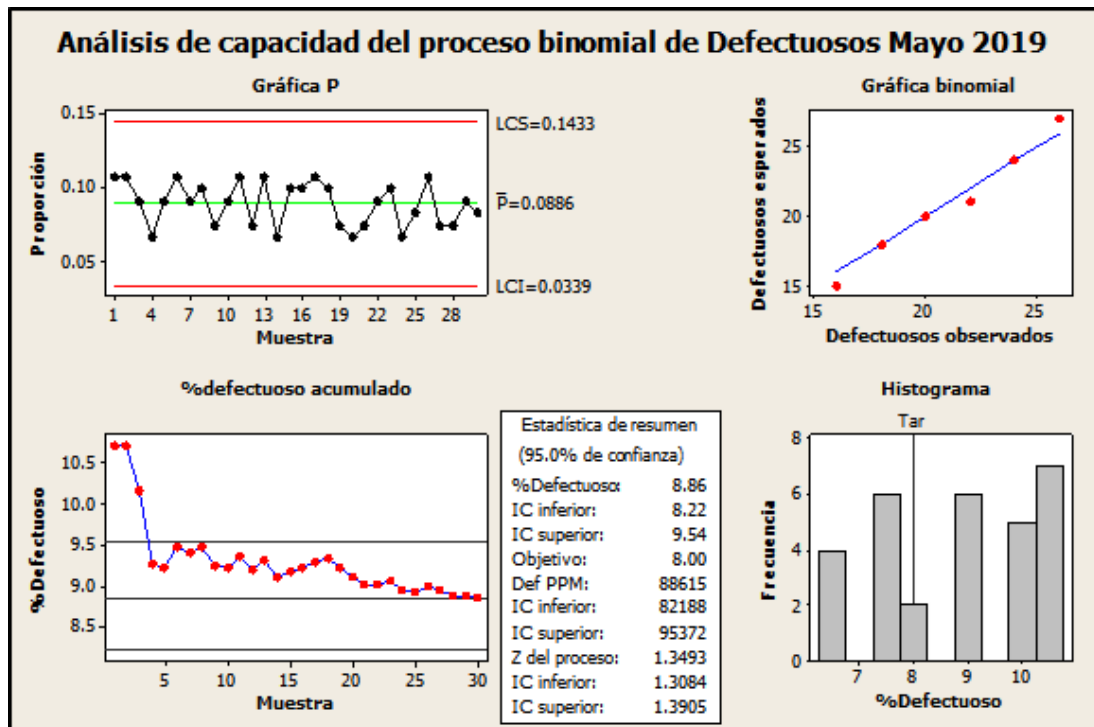 Análisis de capacidad del proceso binomial de Defectuosos Mayo 2019
Gráfica P
0.15
0.10
0.05
Proporción
LCS=0.1433
P̅=0.0886
LCI=0.0339
1 4 7 10 13 16 19 22 25 28
Muestra
Gráfica binomial
Defectuosos esperados
25
20
15
15 20 25
Defectuosos observados
%defectuoso acumulado
%Defectuoso
10.5
10.0
9.5
9.0
8.5
5 10 15 20 25 30
Muestra
Estadística de resumen
(95.0% de confianza)
%Defectuoso: 8.86
IC inferior: 8.22
IC superior: 9.54
Objetivo: 8.00
Def PPM: 88615
IC inferior: 82188
IC superior: 95372
Z del proceso: 1.3493
IC inferior: 1.3084
IC superior: 1.3905
Histograma
Tar
Frecuencia
8
6
4
2
0
7 8 9 10
%Defectuoso